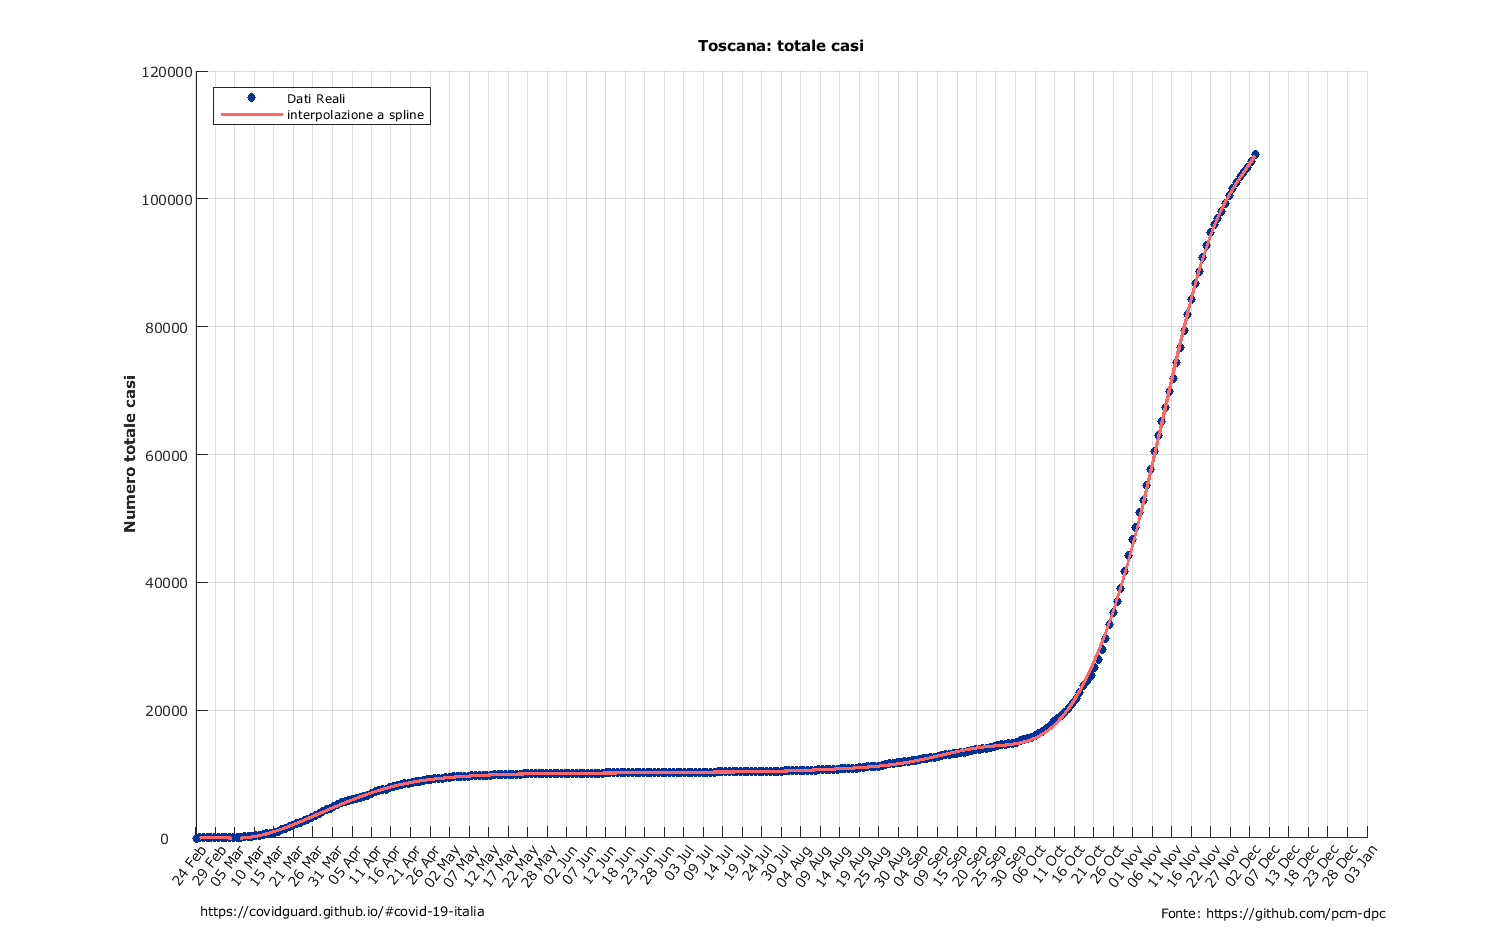 Toscana: totale casi
Dati Reali
interpolazione a spline
Numero totale casi
120000
100000
80000
60000
40000
20000
0
24 Feb
29 Feb
05 Mar
10 Mar
15 Mar
21 Mar
26 Mar
31 Mar
05 Apr
11 Apr
16 Apr
21 Apr
26 Apr
02 May
07 May
12 May
17 May
22 May
28 May
02 Jun
07 Jun
12 Jun
18 Jun
23 Jun
28 Jun
03 Jul
09 Jul
14 Jul
19 Jul
24 Jul
30 Jul
04 Aug
09 Aug
14 Aug
19 Aug
25 Aug
30 Aug
04 Sep
09 Sep
15 Sep
20 Sep
25 Sep
30 Sep
06 Oct
11 Oct
16 Oct
21 Oct
26 Oct
01 Nov
06 Nov
11 Nov
16 Nov
22 Nov
27 Nov
02 Dec
07 Dec
13 Dec
18 Dec
23 Dec
28 Dec
03 Jan
https://covidguard.github.io/#covid-19-italia
Fonte: https://github.com/pcm-dpc